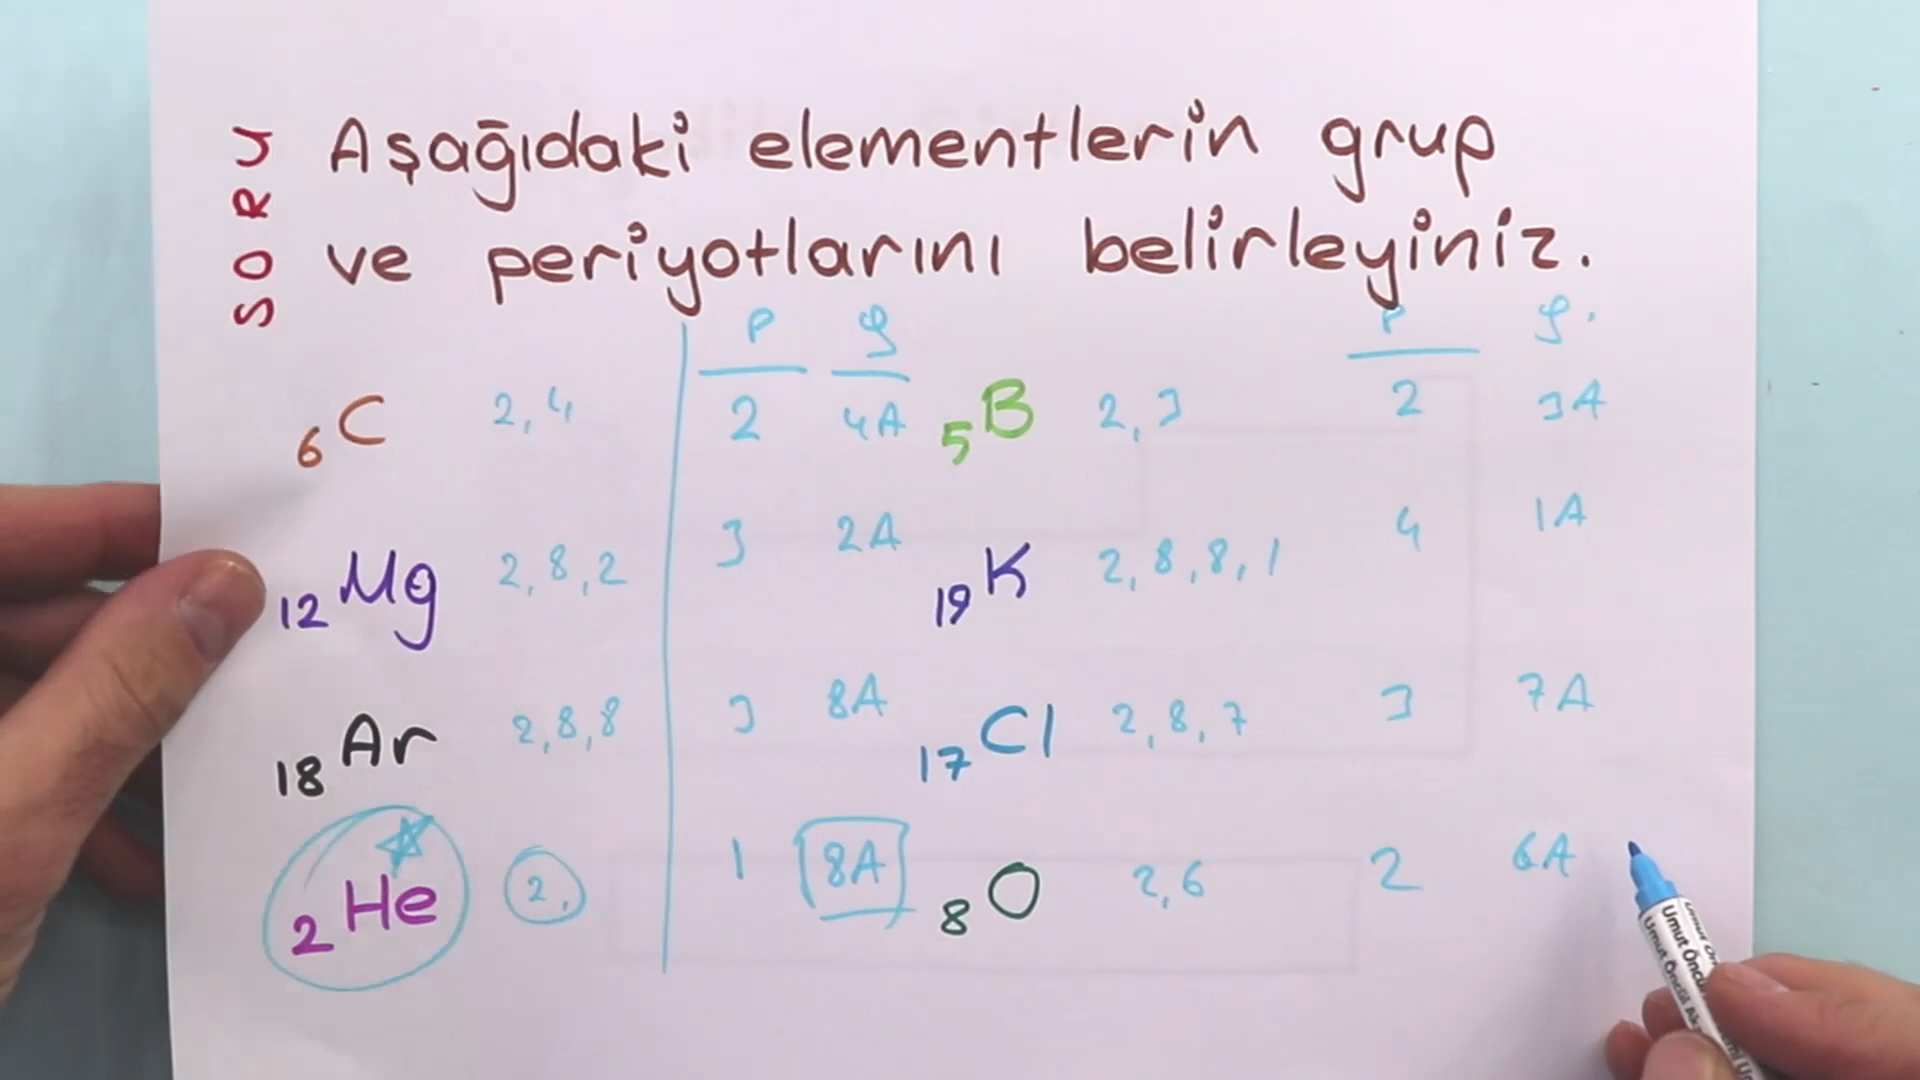 SORU
Aşağıdaki elementlerin grup
ve periyotlarını belirleyiniz.
P g P g.
6C 2,4 2 4A 5B 2,3 2 3A
12Mg 2,8,2 3 2A 19K 2,8,8,1 4 1A
18Ar 2,8,8 3 8A 17Cl 2,8,7 3 7A
2He 2, 1 8A 8O 2,6 2 6A
Umut Öncül